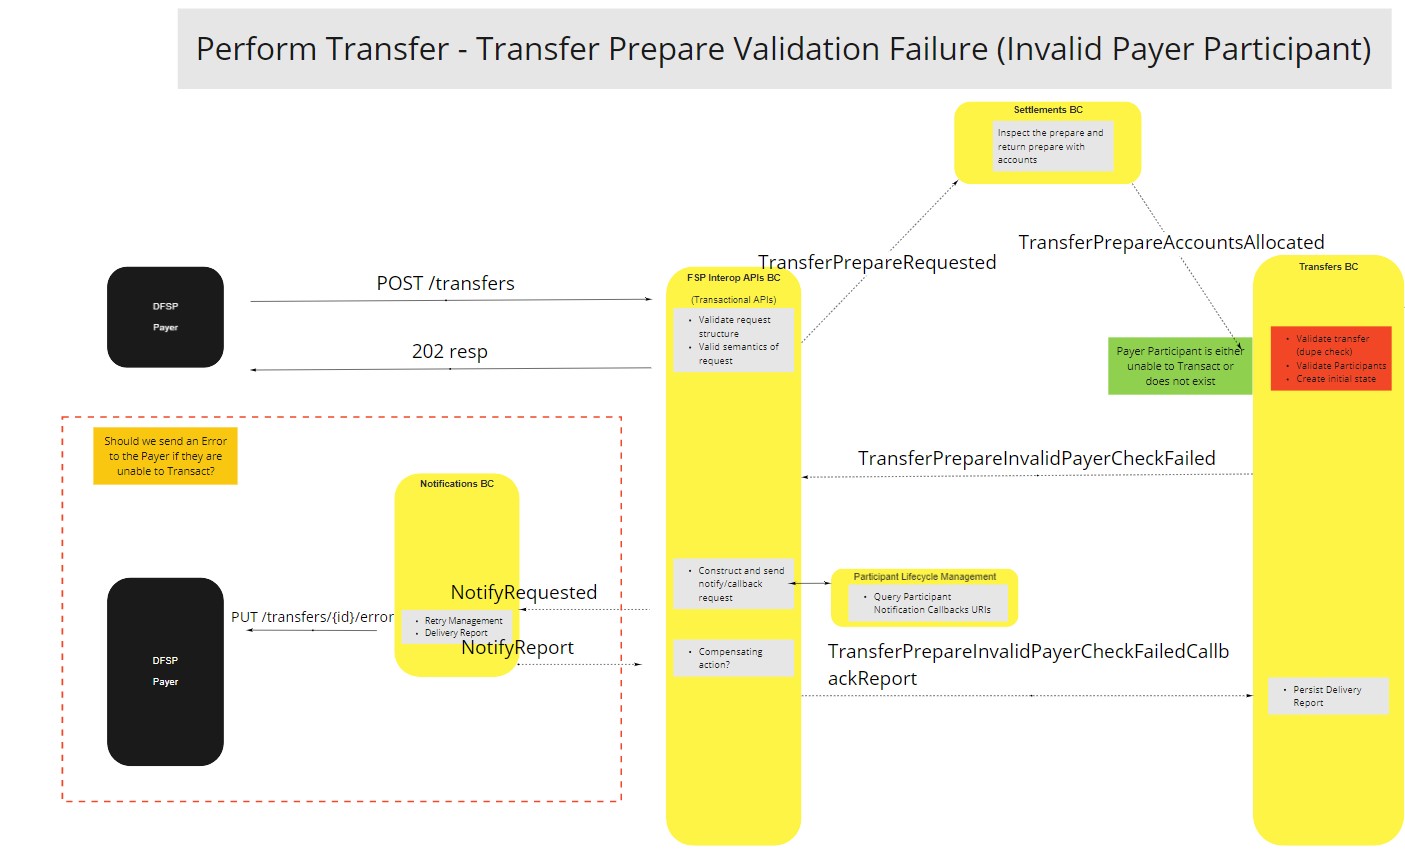 Perform Transfer - Transfer Prepare Validation Failure (Invalid Payer Participant)
Settlements BC
Inspect the prepare and
return prepare with
accounts
TransferPrepareRequested
TransferPrepareAccountsAllocated
DFSP
Payer
POST /transfers
202 resp
FSP Interop APIs BC
(Transactional APIs)
• Validate request
structure
• Valid semantics of
request
Transfers BC
Payer Participant is either
unable to Transact or
does not exist
• Validate transfer
(dupe check)
• Validate Participants
• Create initial state
Should we send an Error
to the Payer if they are
unable to Transact?
TransferPrepareInvalidPayerCheckFailed
Notifications BC
• Construct and send
notify/callback
request
Participant Lifecycle Management
• Query Participant
Notification Callbacks URIs
NotifyRequested
PUT /transfers/{id}/error
• Retry Management
• Delivery Report
NotifyReport
DFSP
Payer
• Compensating
action?
TransferPrepareInvalidPayerCheckFailedCallb
ackReport
• Persist Delivery
Report